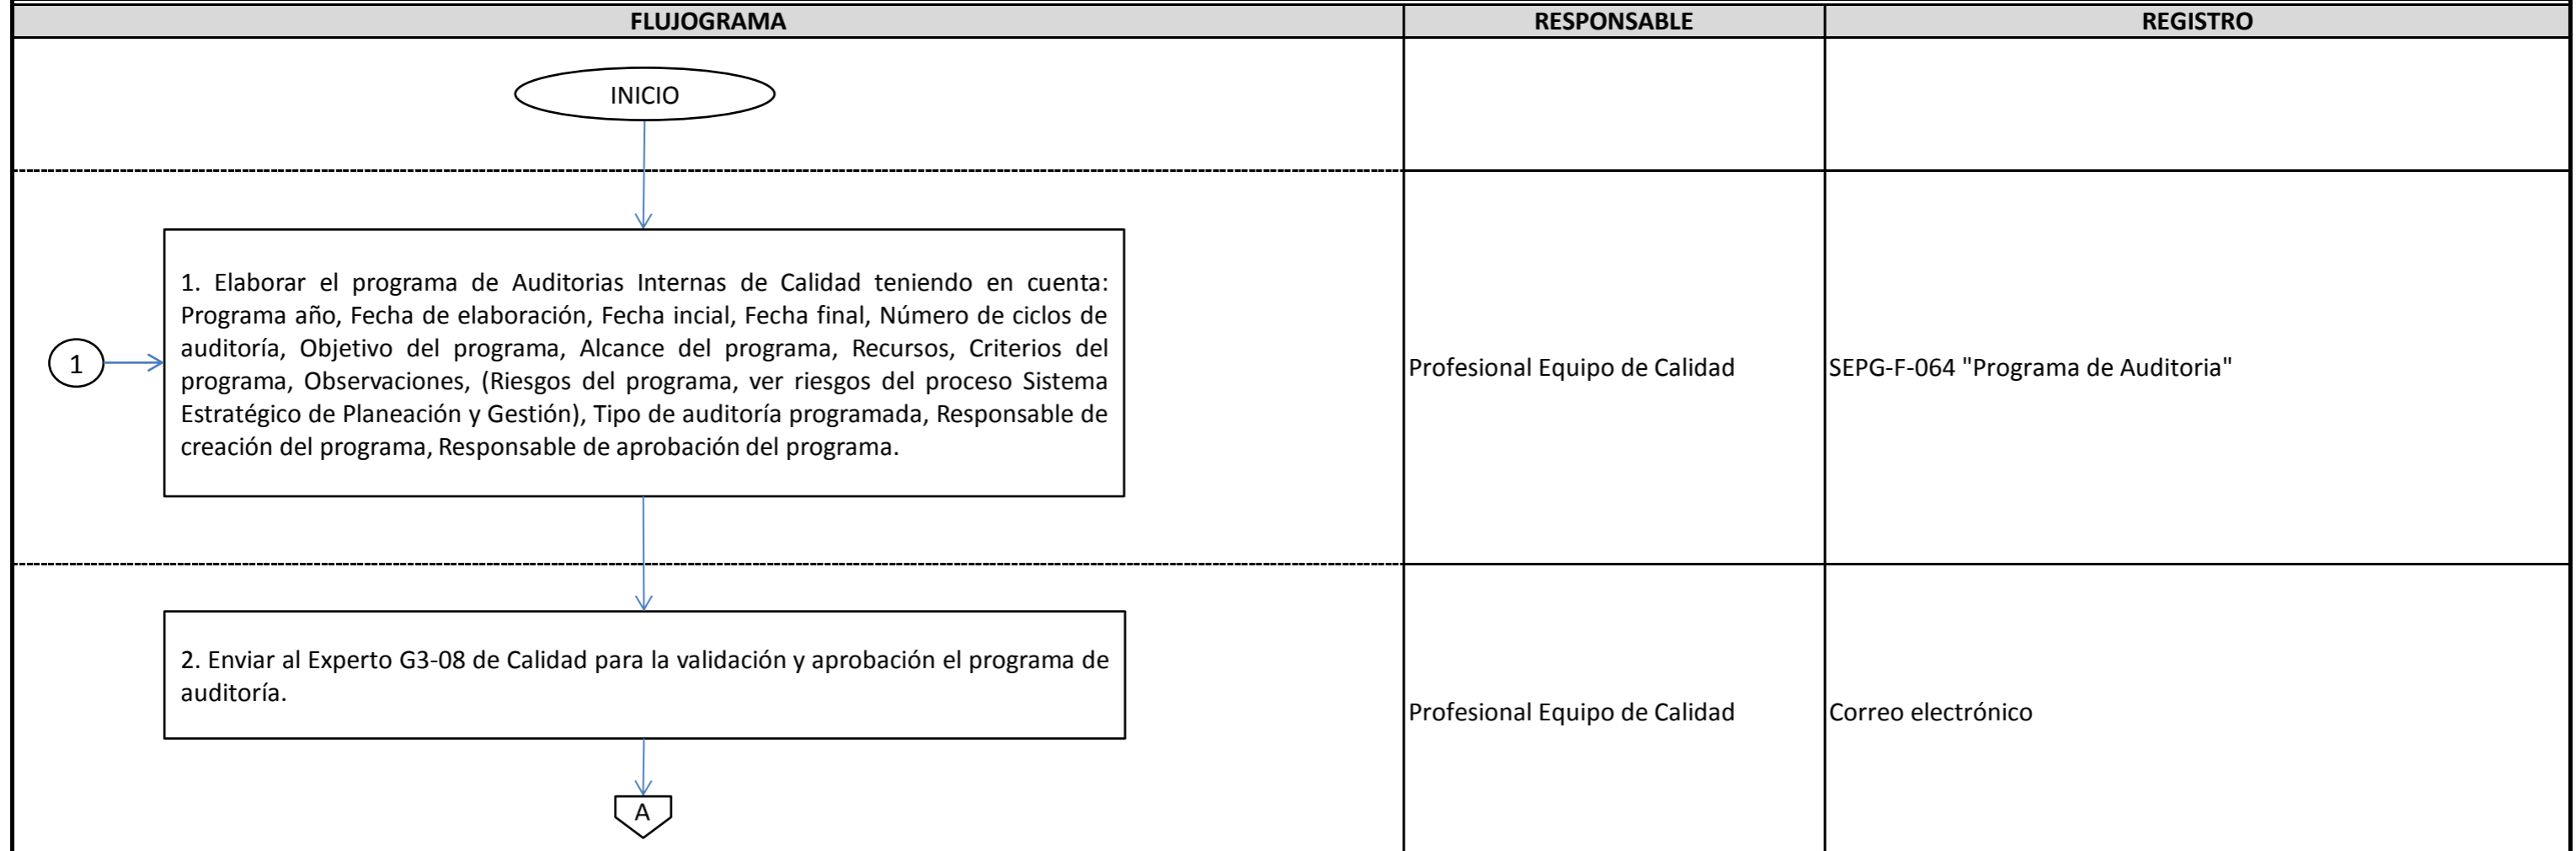 FLUJOGRAMA RESPONSABLE REGISTRO
INICIO
1. Elaborar el programa de Auditorias Internas de Calidad teniendo en cuenta:
Programa año, Fecha de elaboración, Fecha incial, Fecha final, Número de ciclos de
auditoría, Objetivo del programa, Alcance del programa, Recursos, Criterios del
programa, Observaciones, (Riesgos del programa, ver riesgos del proceso Sistema
Estratégico de Planeación y Gestión), Tipo de auditoría programada, Responsable de
creación del programa, Responsable de aprobación del programa.
1
Profesional Equipo de Calidad
SEPG-F-064 "Programa de Auditoria"
2. Enviar al Experto G3-08 de Calidad para la validación y aprobación el programa de
auditoría.
Profesional Equipo de Calidad
Correo electrónico
A